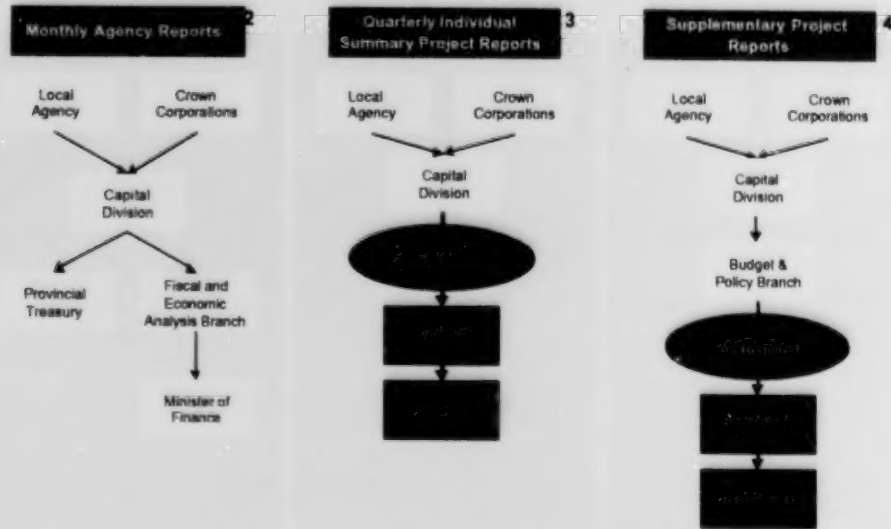 Monthly Agency Reports
2
Local
Agency
Crown
Corporations
Capital
Division
Provincial
Treasury
Fiscal and
Economic
Analysis Branch
Minister of
Finance
Quarterly Individual
Summary Project Reports
3
Local
Agency
Crown
Corporations
Capital
Division
Supplementary Project
Reports
4
Local
Agency
Crown
Corporations
Capital
Division
Budget &
Policy Branch